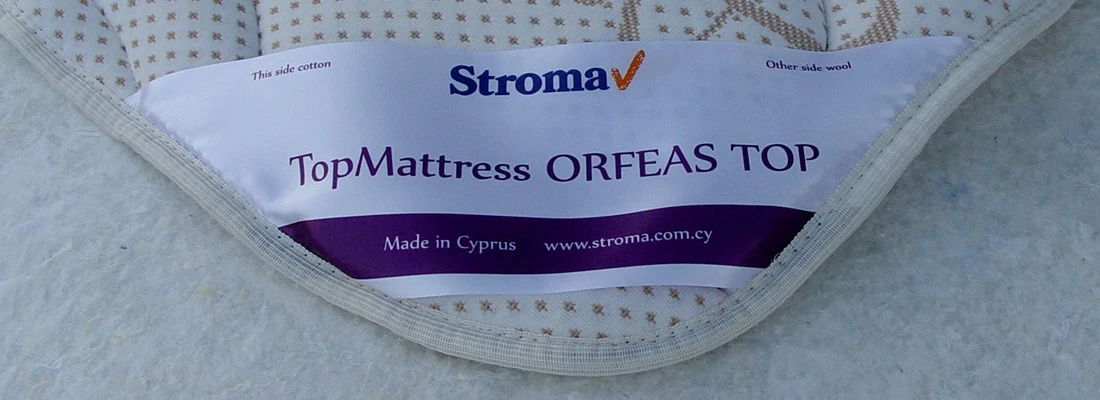 This side cotton
Stroma
Other side wool
TopMattress ORFEAS TOP
Made in Cyprus www.stroma.com.cy